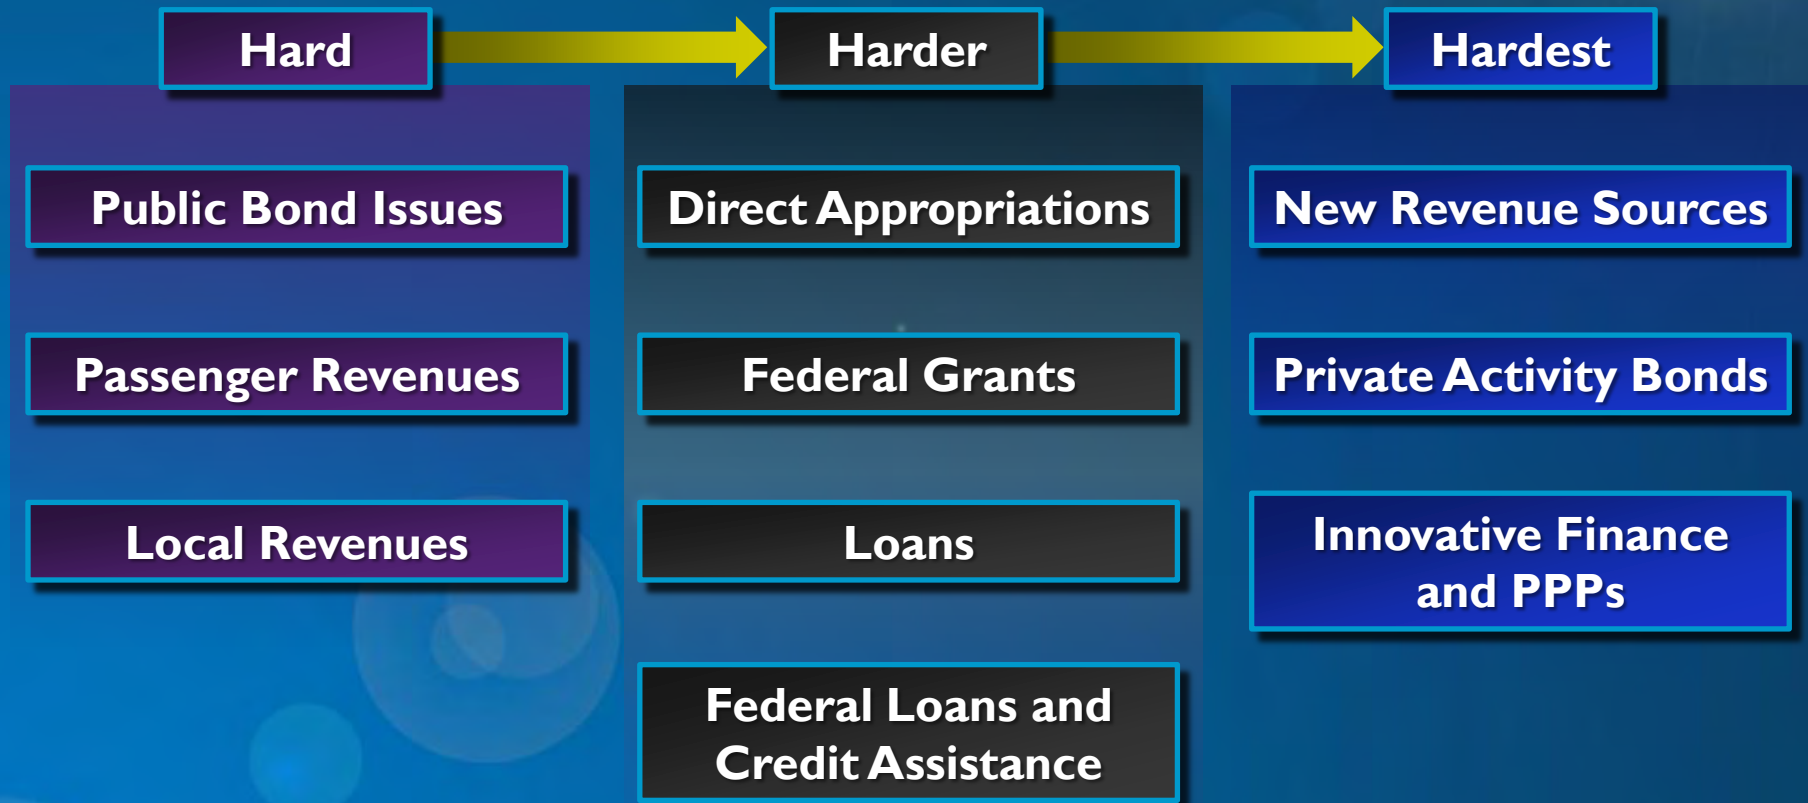 Hard
Harder
Hardest
Public Bond Issues
Passenger Revenues
Local Revenues
Direct Appropriations
Federal Grants
Loans
Federal Loans and
Credit Assistance
New Revenue Sources
Private Activity Bonds
Innovative Finance
and PPPs